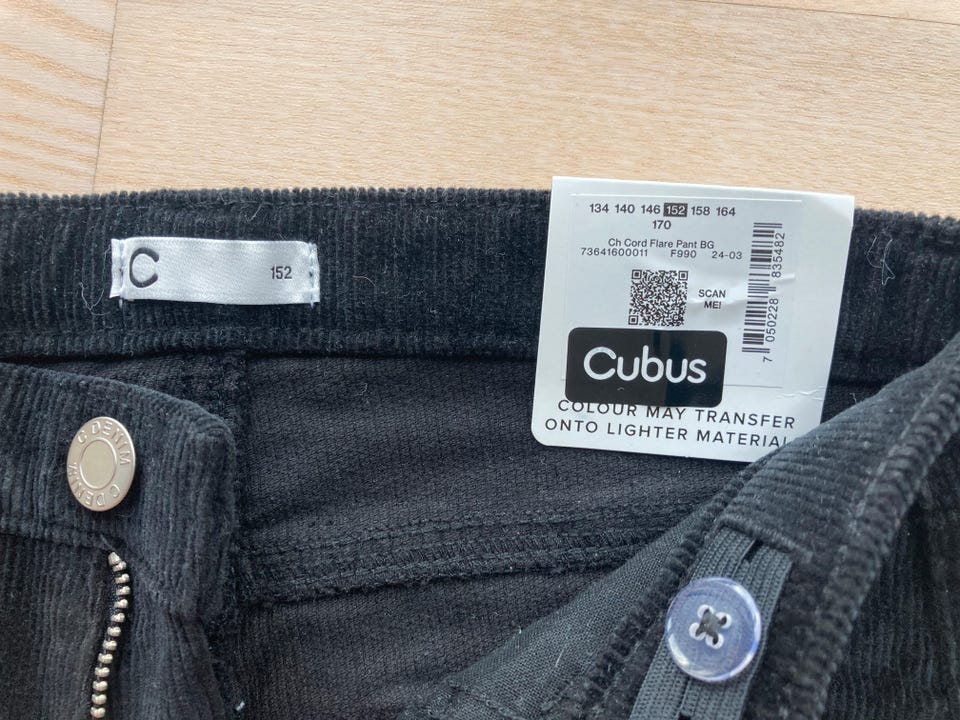 C
152
134 140 146 152 158 164
170
Ch Cord Flare Pant BG
73641600011 F990 24-03
SCAN
ME!
7 050228 835482
Cubus
COLOUR MAY TRANSFER
ONTO LIGHTER MATERIAL
C DENIM C DENIM